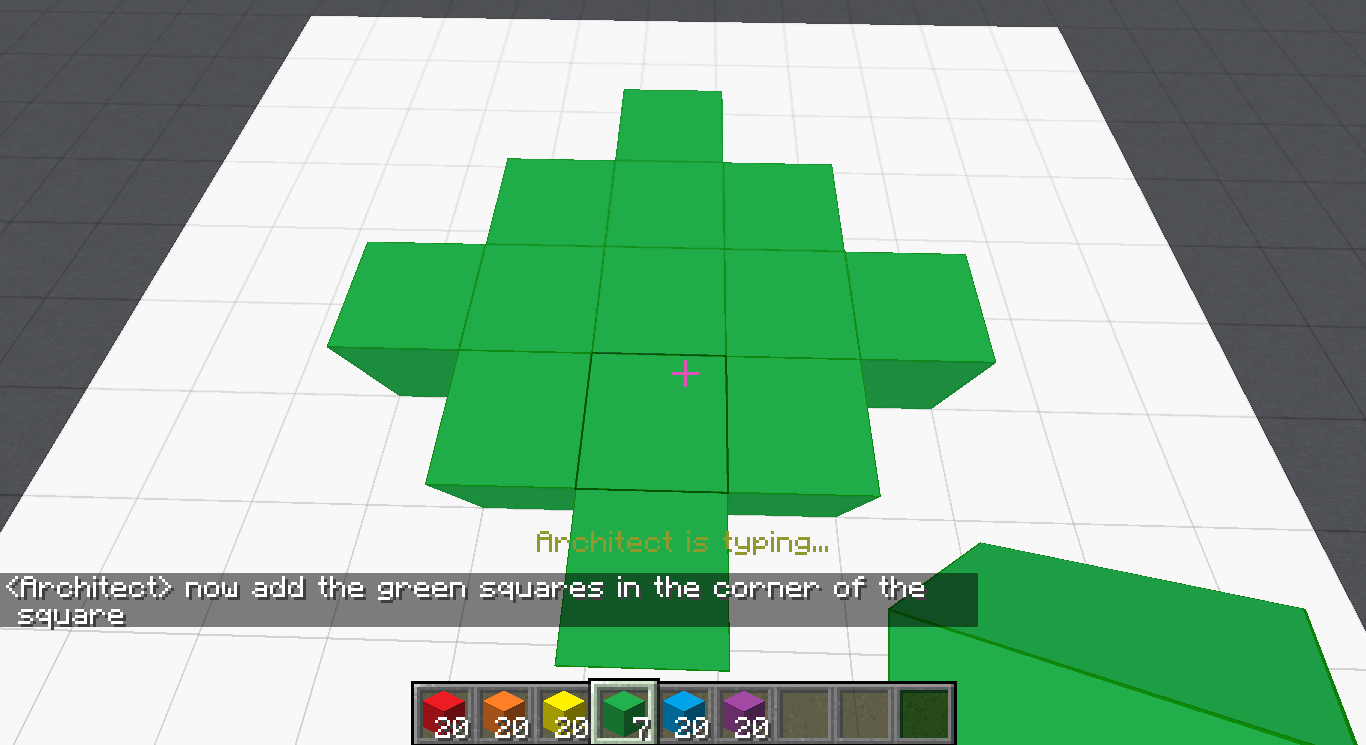 Architect is typing...
<Architect> now add the green squares in the corner of the
square
20 20 20 7 20 20